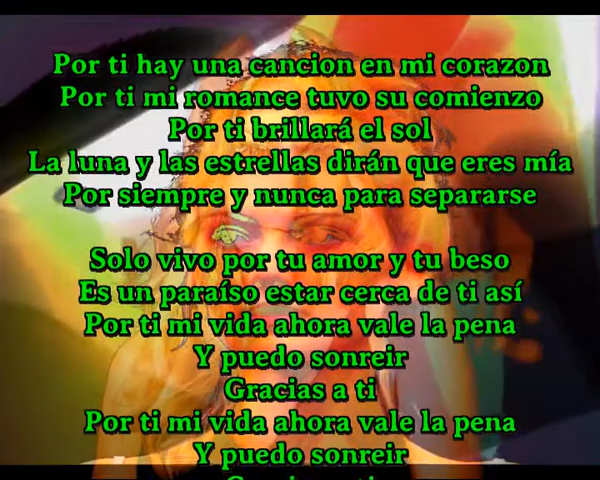 Por ti hay una cancion en mi corazon
Por ti mi romance tuvo su comienzo
Por ti brillará el sol
La luna y las estrellas dirán que eres mía
Por siempre y nunca para separarse
Solo vivo por tu amor y tu beso
Es un paraíso estar cerca de ti así
Por ti mi vida ahora vale la pena
Y puedo sonreir
Gracias a ti
Por ti mi vida ahora vale la pena
Y puedo sonreir